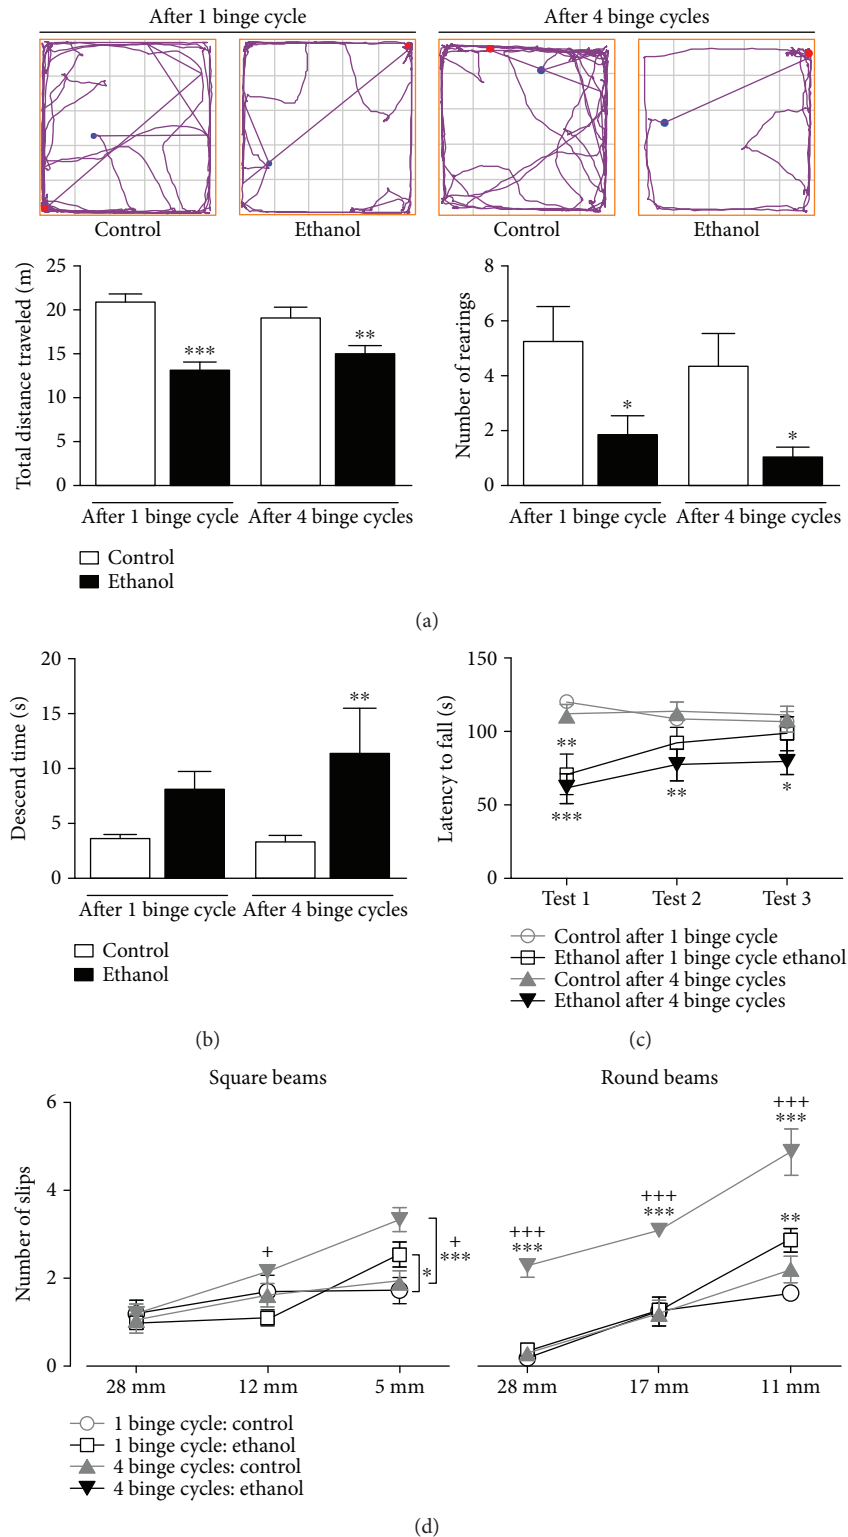 After 1 binge cycle
After 4 binge cycles
Control
Ethanol
Control
Ethanol
Total distance traveled (m)
25
20
15
10
5
0
***
**
After 1 binge cycle
After 4 binge cycles
Number of rearings
8
6
4
2
0
*
*
After 1 binge cycle
After 4 binge cycles
Control
Ethanol
(a)
Descend time (s)
20
15
10
5
0
**
After 1 binge cycle
After 4 binge cycles
Control
Ethanol
(b)
Latency to fall (s)
150
100
50
0
**
***
**
*
Test 1
Test 2
Test 3
Control after 1 binge cycle
Ethanol after 1 binge cycle ethanol
Control after 4 binge cycles
Ethanol after 4 binge cycles
(c)
Square beams
Round beams
Number of slips
6
4
2
0
+
*
+
***
28 mm
12 mm
5 mm
+++
***
+++
***
+++
***
**
28 mm
17 mm
11 mm
1 binge cycle: control
1 binge cycle: ethanol
4 binge cycles: control
4 binge cycles: ethanol
(d)